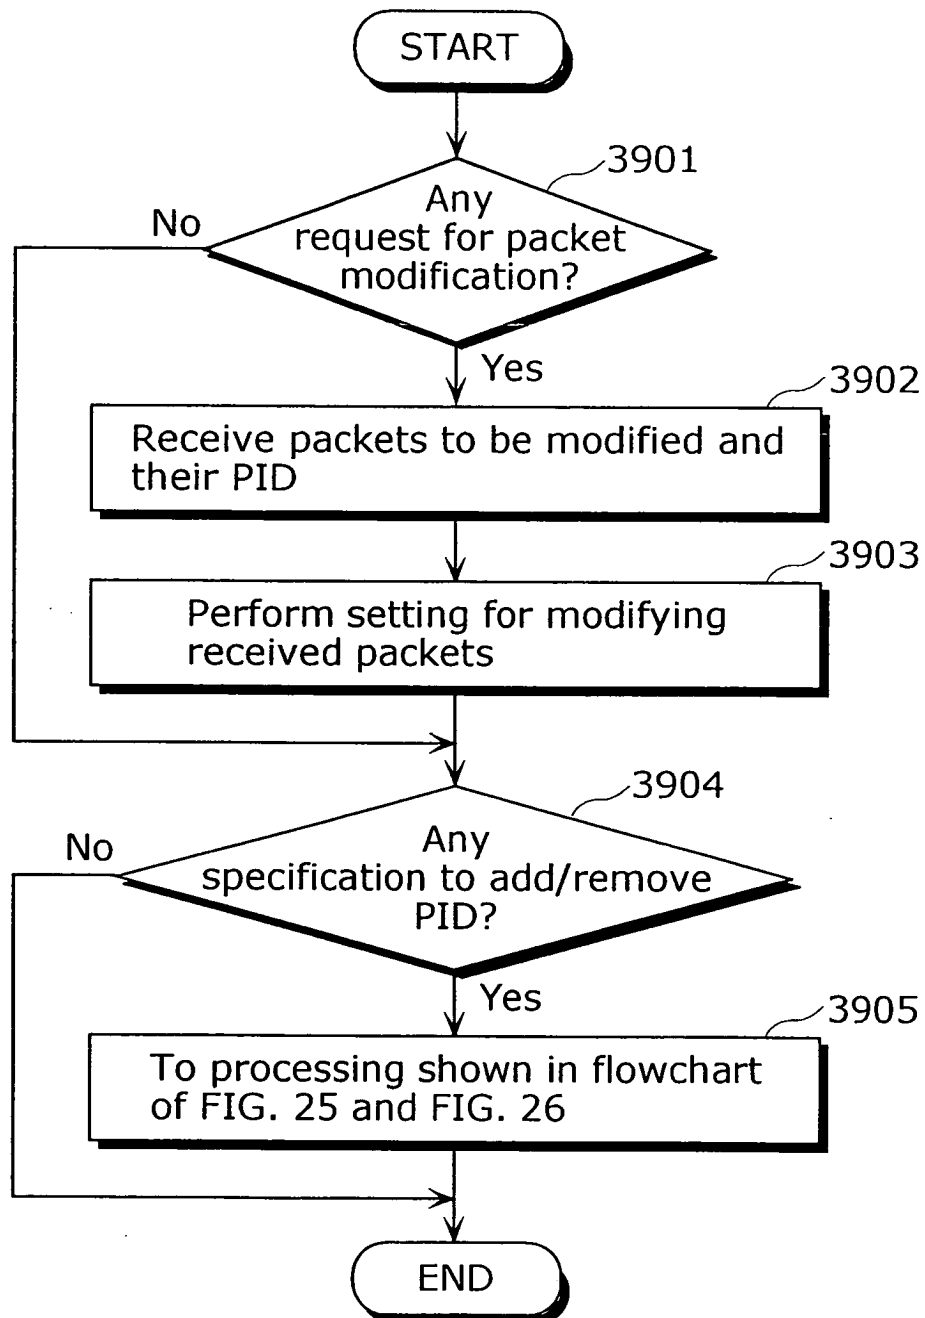 START
3901
Any
request for packet
modification?
No
Yes
3902
Receive packets to be modified and
their PID
3903
Perform setting for modifying
received packets
3904
Any
specification to add/remove
PID?
No
Yes
3905
To processing shown in flowchart
of FIG. 25 and FIG. 26
END